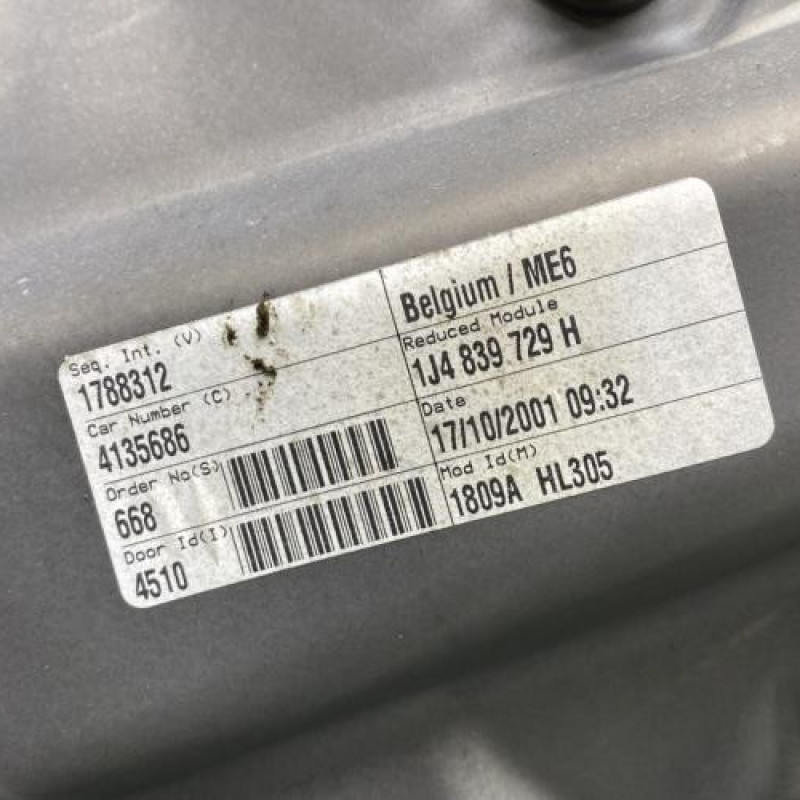 Seq. Int. (V)
1788312
Car Number (C)
4135686
Order No(S)
668
Door Id(I)
4510
Belgium / ME6
Reduced Module
1J4 839 729 H
Date
17/10/2001 09:32
Mod Id(M)
1809A HL305